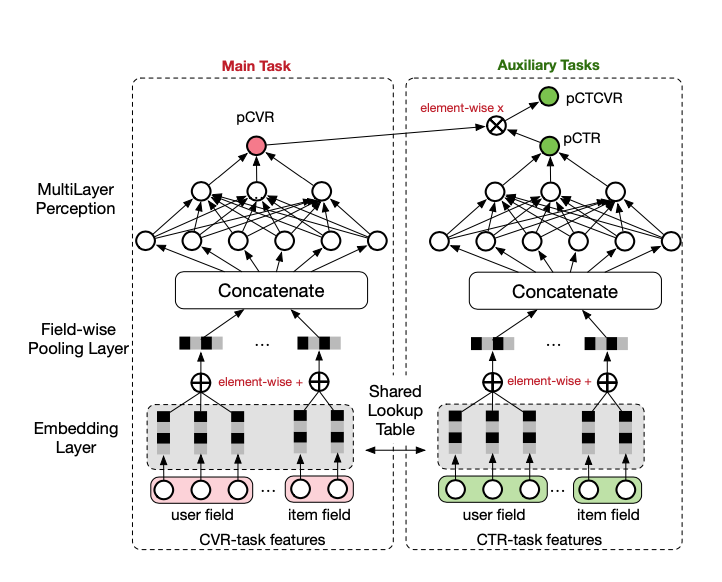 Main Task
Auxiliary Tasks
element-wise x
pCTCVR
pCVR
pCTR
MultiLayer
Perception
Concatenate
Concatenate
Field-wise
Pooling Layer
...
...
element-wise +
element-wise +
Shared
Lookup
Table
Embedding
Layer
...
...
user field
item field
user field
item field
CVR-task features
CTR-task features